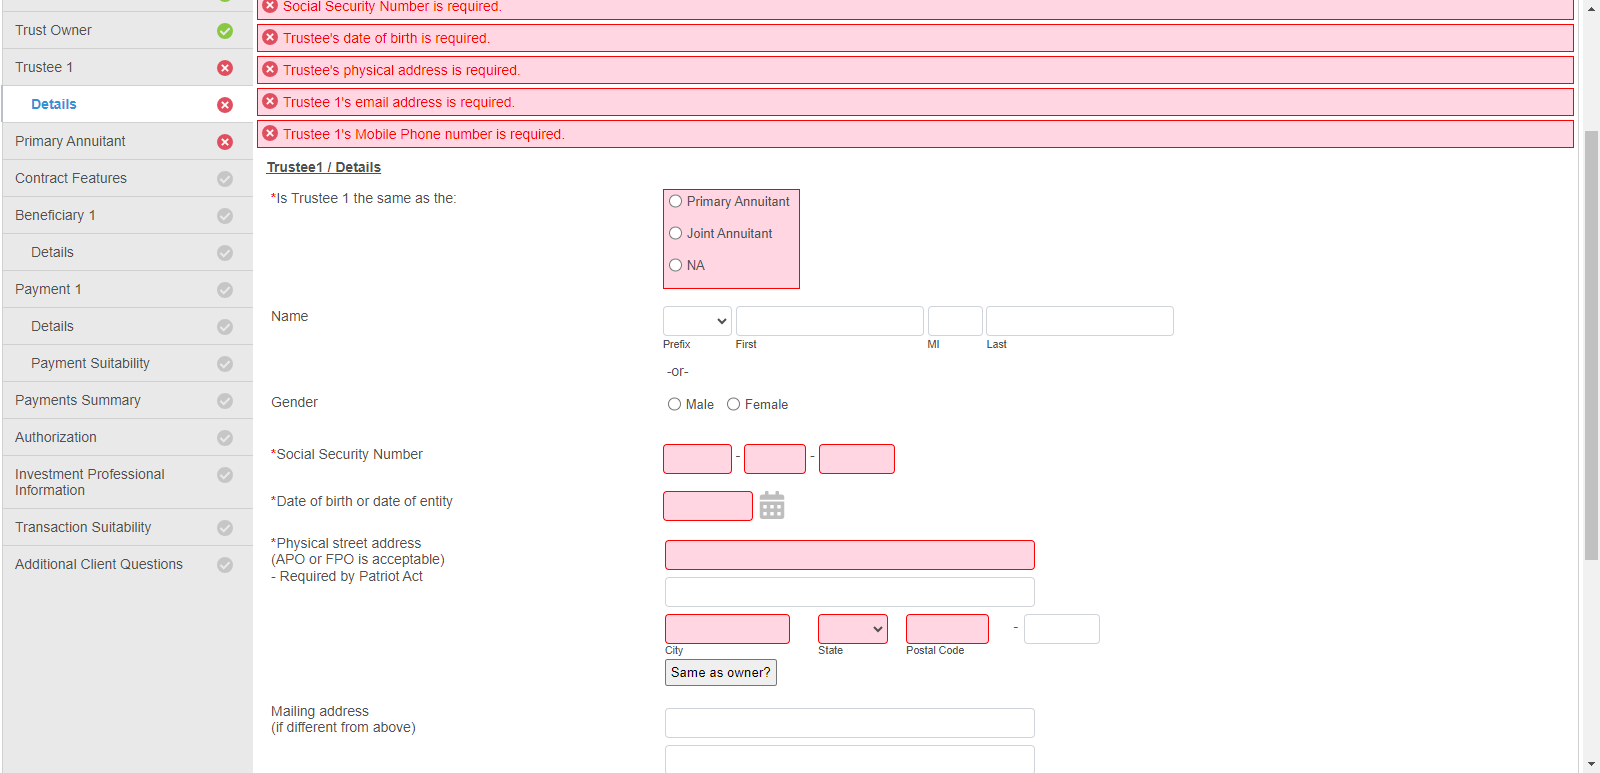 Social Security Number is required.
Trust Owner
Trustee's date of birth is required.
Trustee 1
Trustee's physical address is required.
Details
Trustee 1's email address is required.
Primary Annuitant
Trustee 1's Mobile Phone number is required.
Contract Features
Beneficiary 1
Details
Payment 1
Details
Payment Suitability
Payments Summary
Authorization
Investment Professional
Information
Transaction Suitability
Additional Client Questions
Trustee1 / Details
*Is Trustee 1 the same as the:
Primary Annuitant
Joint Annuitant
NA
Name
Prefix First MI Last
-or-
Gender
Male Female
*Social Security Number
- -
*Date of birth or date of entity
*Physical street address
(APO or FPO is acceptable)
- Required by Patriot Act
-
City State Postal Code
Same as owner?
Mailing address
(if different from above)